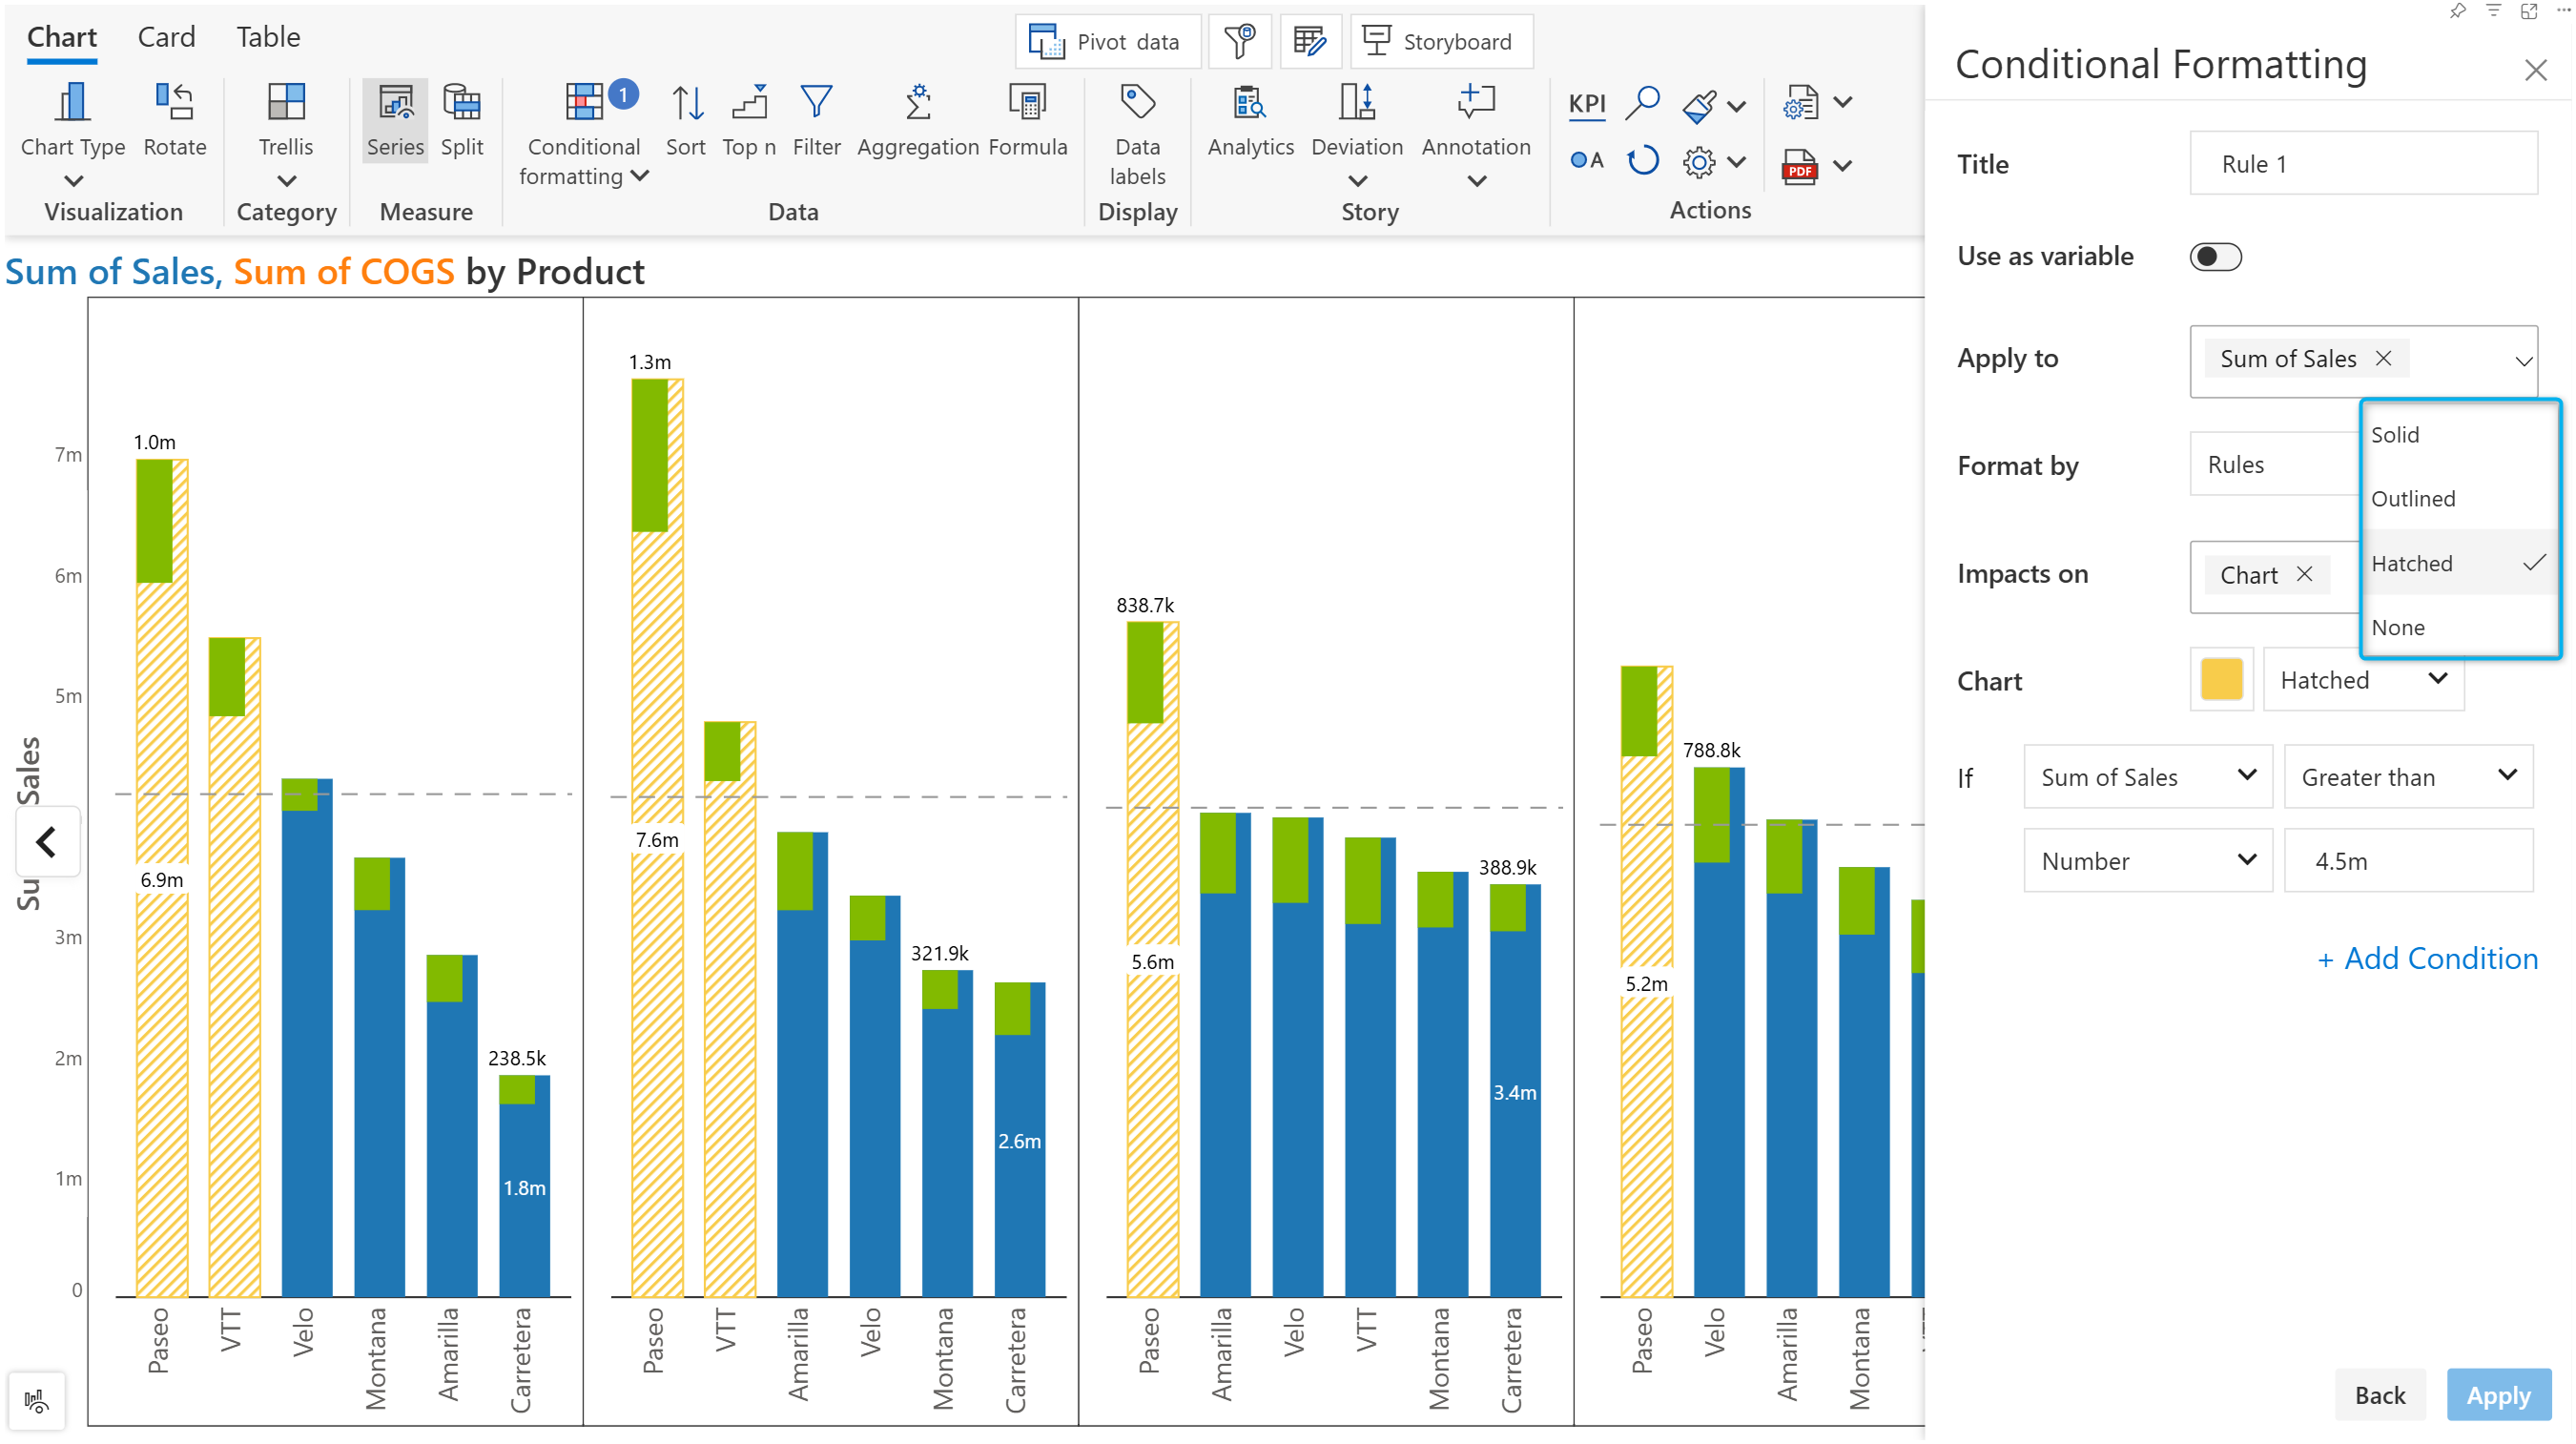 Chart Card Table
Pivot data
Storyboard
Chart Type
Rotate
Visualization
Trellis
Category
Series
Split
Measure
1
Conditional
formatting
Sort
Top n
Filter
Aggregation
Formula
Data
Data
labels
Display
Analytics
Deviation
Annotation
Story
KPI
A
PDF
Actions
Sum of Sales, Sum of COGS by Product
Su
Sales
7m
6m
5m
3m
2m
1m
0
1.0m
6.9m
238.5k
1.8m
Paseo
VTT
Velo
Montana
Amarilla
Carretera
1.3m
7.6m
321.9k
2.6m
Paseo
VTT
Amarilla
Velo
Montana
Carretera
838.7k
5.6m
388.9k
3.4m
Paseo
Amarilla
Velo
VTT
Montana
Carretera
788.8k
5.2m
Paseo
Velo
Amarilla
Montana
Conditional Formatting
Title
Rule 1
Use as variable
Apply to
Sum of Sales
Format by
Rules
Impacts on
Chart
Solid
Outlined
Hatched
None
Chart
Hatched
If
Sum of Sales
Greater than
Number
4.5m
+ Add Condition
Back
Apply